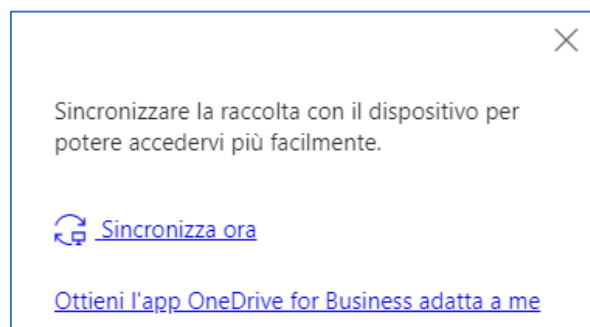 Sincronizzare la raccolta con il dispositivo per
potere accedervi più facilmente.
Sincronizza ora
Ottieni l'app OneDrive for Business adatta a me